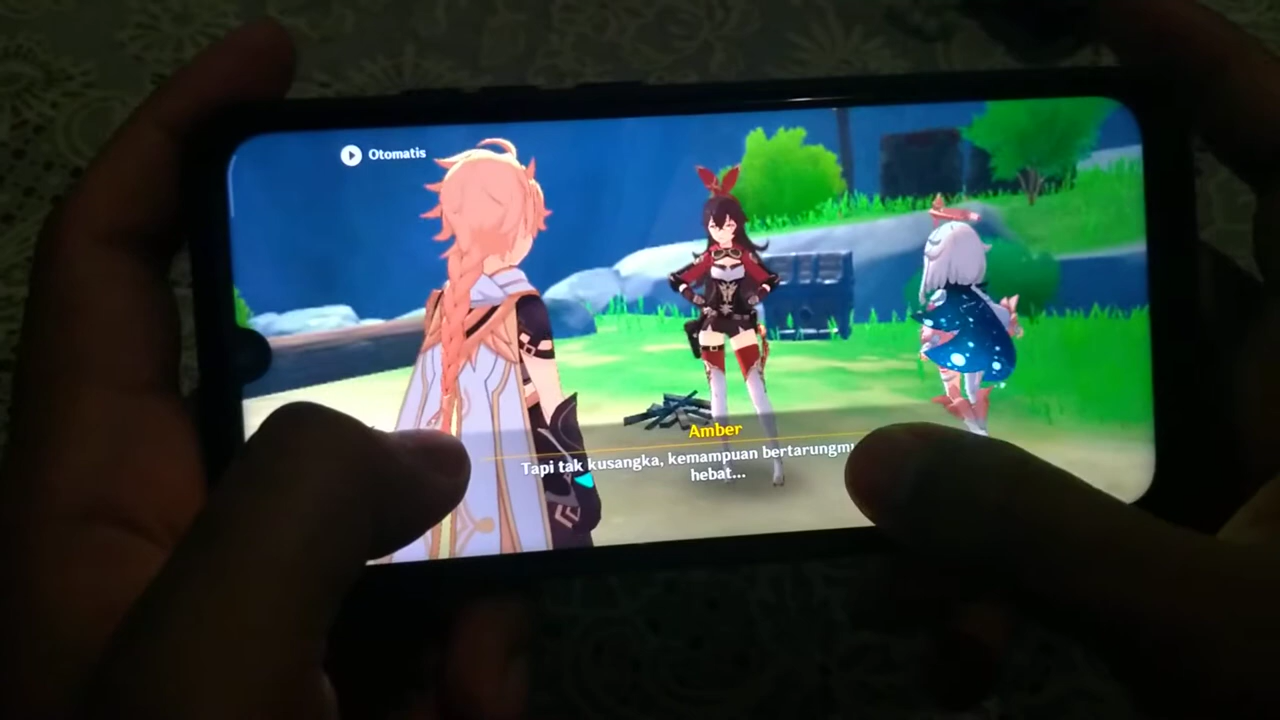 Otomatis
Amber
Tapi tak kusangka, kemampuan bertarungmu
hebat...